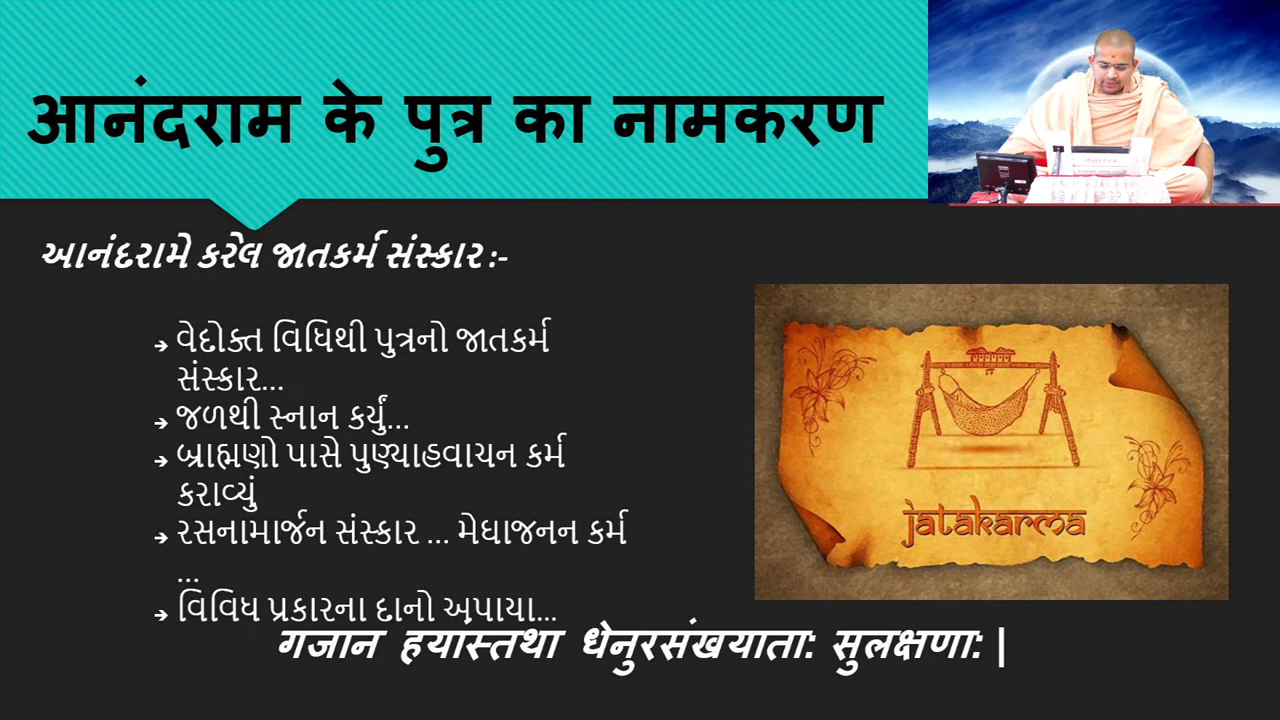 आनंदराम के पुत्र का नामकरण
આનંદરામે કરેલ જાતકર્મ સંસ્કાર :-
➔ વેદોક્ત વિધિથી પુત્રનો જાતકર્મ
સંસ્કાર...
➔ જળથી સ્નાન કર્યું...
➔ બ્રાહ્મણો પાસે પુણ્યાહવાચન કર્મ
કરાવ્યું
➔ રસનામાર્જન સંસ્કાર ... મેધાજનન કર્મ
...
➔ વિવિધ પ્રકારના દાનો અપાયા...
jatakarma
गजान हयांस्तथा धेनुरसंखयाता: सुलक्षणा: |